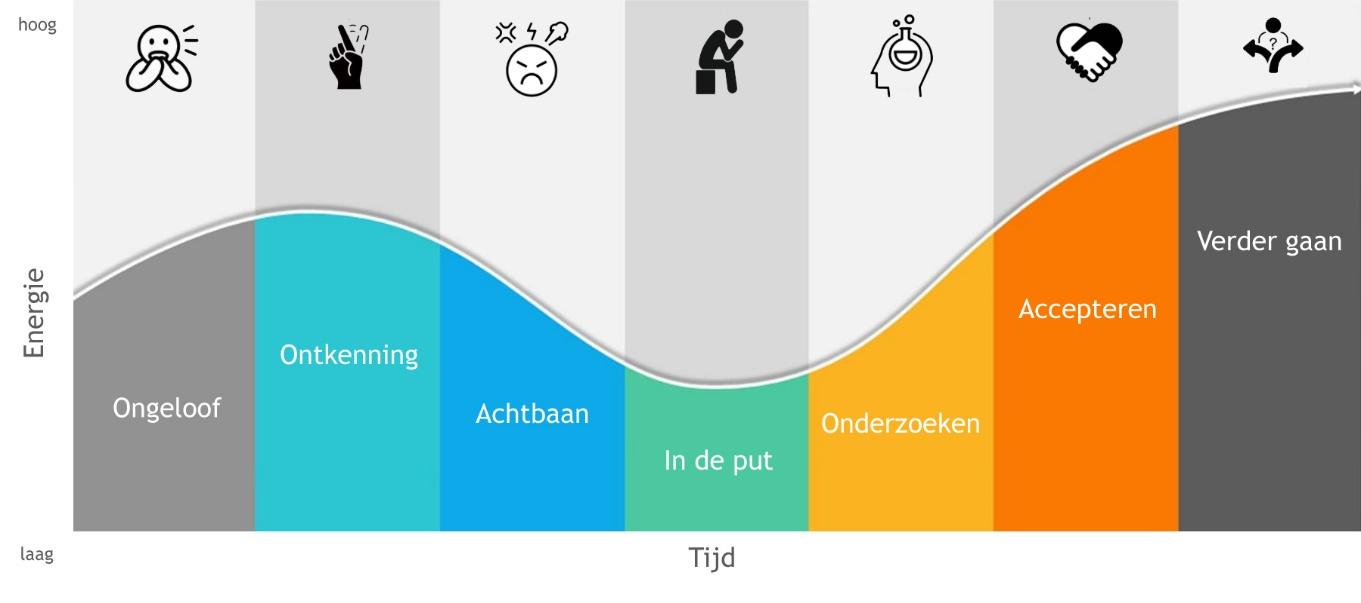 hoog
Energie
Ongeloof
Ontkenning
Achtbaan
In de put
Onderzoeken
Accepteren
Verder gaan
laag
Tijd
?